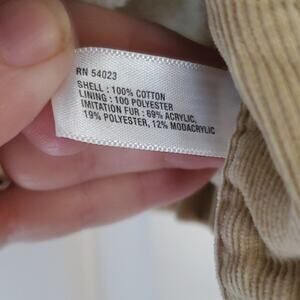 RN 54023
SHELL : 100% COTTON
LINING : 100 POLYESTER
IMITATION FUR : 69% ACRYLIC,
19% POLYESTER, 12% MODACRYLIC